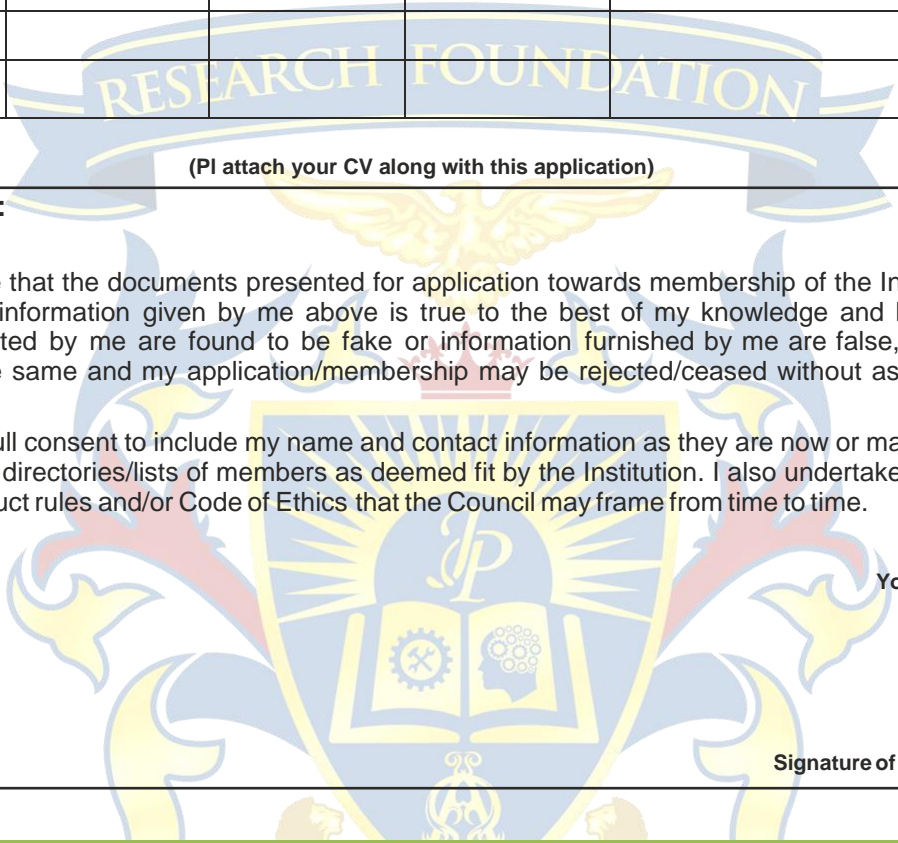 RESEARCH FOUNDATION
(Pl attach your CV along with this application)
:
that the documents presented for application towards membership of the In
information given by me above is true to the best of my knowledge and
ted by me are found to be fake or information furnished by me are false,
same and my application/membership may be rejected/ceased without as
ull consent to include my name and contact information as they are now or ma
directories/lists of members as deemed fit by the Institution. I also undertake
uct rules and/or Code of Ethics that the Council may frame from time to time.
Yo
IP
Signature of